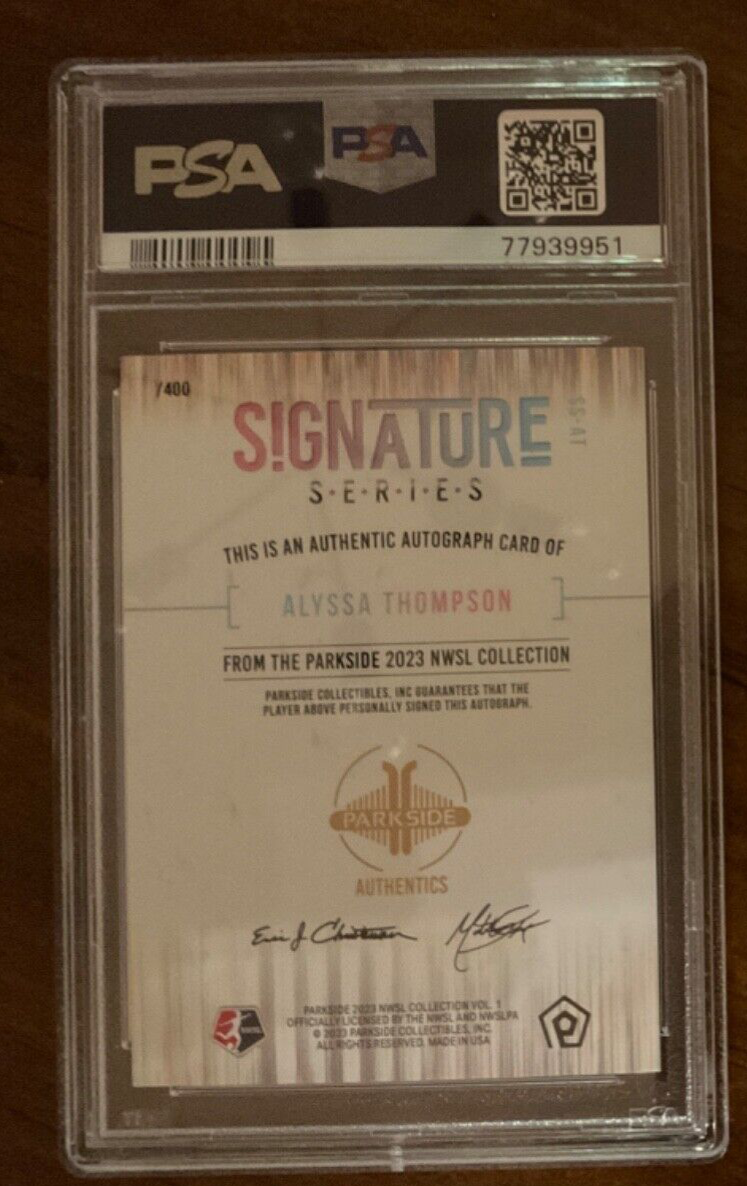 PSA
PSA
77939951
/400
SIGNATURE
SS-AT
S·E·R·I·E·S
THIS IS AN AUTHENTIC AUTOGRAPH CARD OF
ALYSSA THOMPSON
FROM THE PARKSIDE 2023 NWSL COLLECTION
PARKSIDE COLLECTIBLES, INC GUARANTEES THAT THE
PLAYER ABOVE PERSONALLY SIGNED THIS AUTOGRAPH.
PARKSIDE
AUTHENTICS
PARKSIDE 2023 NWSL COLLECTION VOL. 1
OFFICIALLY LICENSED BY THE NWSL AND NWSLPA
© 2023 PARKSIDE COLLECTIBLES, INC.
ALL RIGHTS RESERVED. MADE IN USA